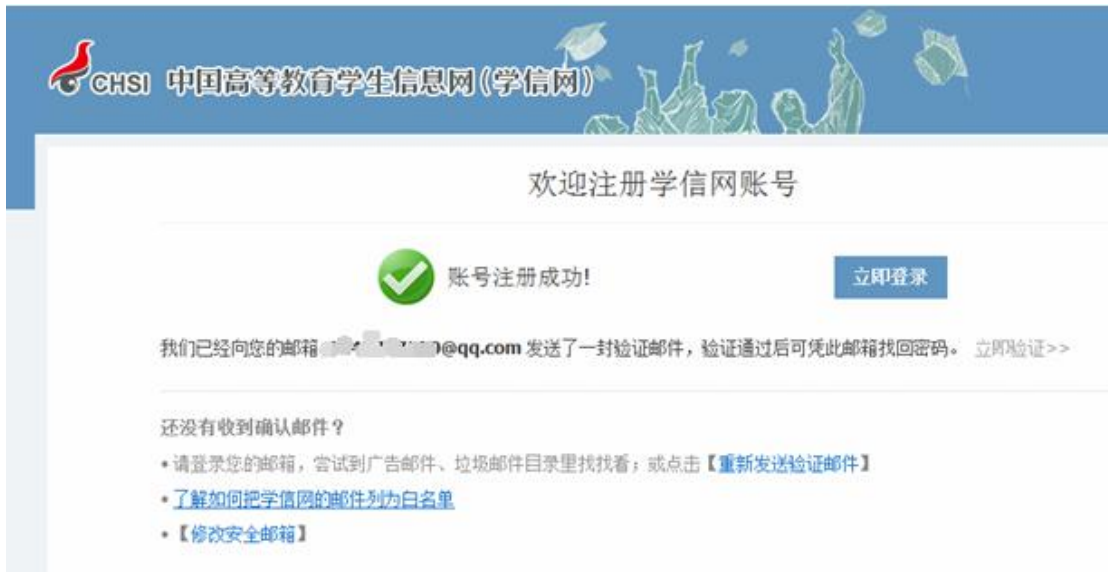 CHSI 中国高等教育学生信息网(学信网)
欢迎注册学信网账号
账号注册成功! 立即登录
我们已经向您的邮箱 @qq.com 发送了一封验证邮件，验证通过后可凭此邮箱找回密码。 立即验证>>
还没有收到确认邮件？
• 请登录您的邮箱，尝试到广告邮件、垃圾邮件目录里找找看；或点击【重新发送验证邮件】
• 了解如何把学信网的邮件列为白名单
• 【修改安全邮箱】